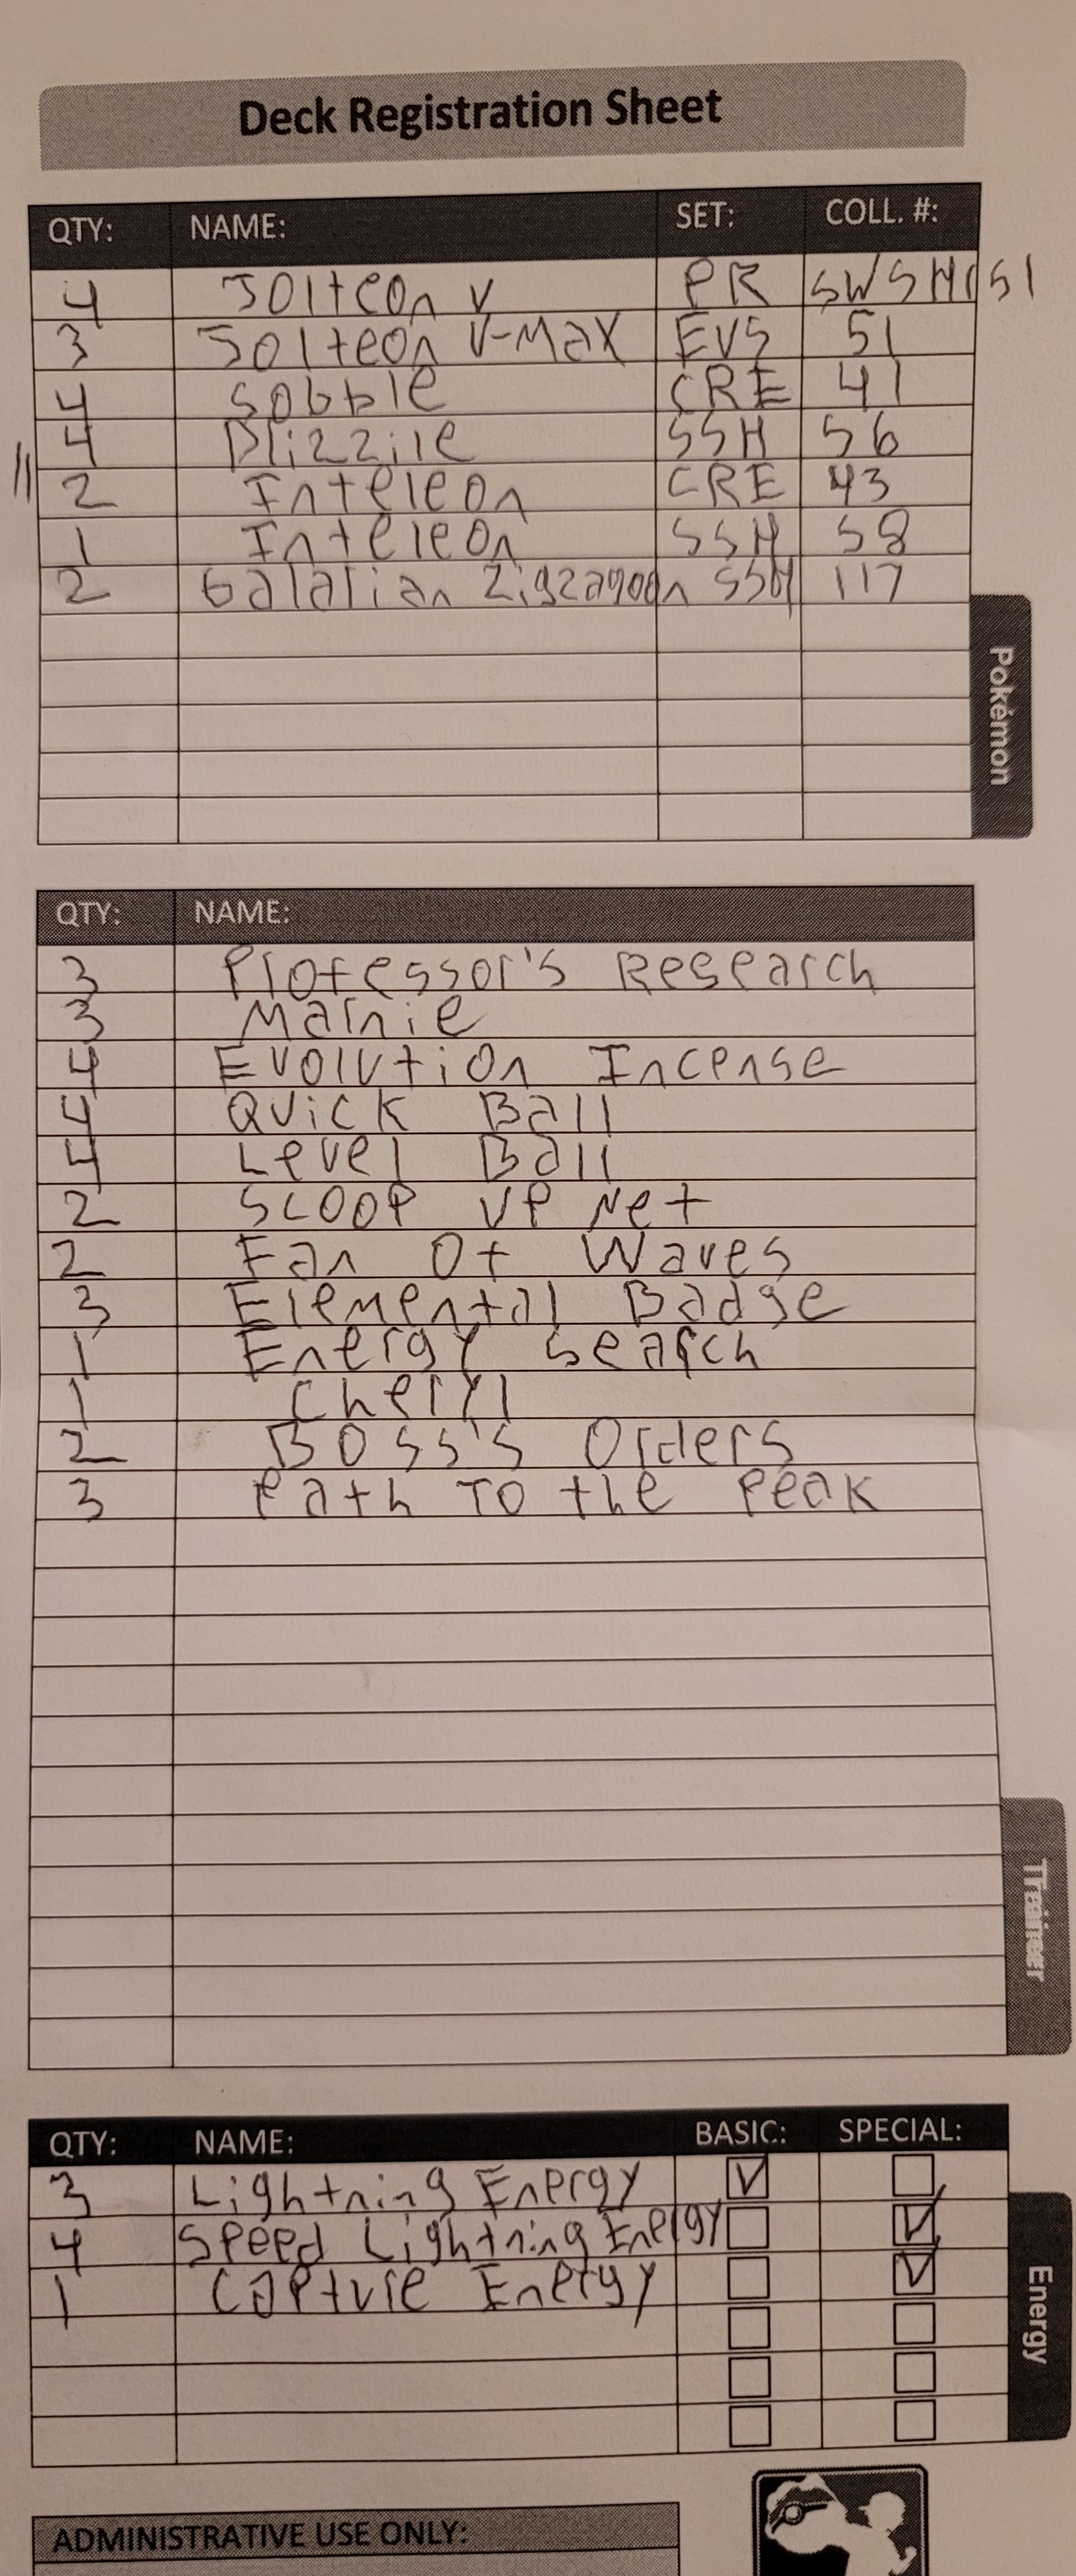 Deck Registration Sheet
QTY: NAME: SET: COLL. #:
4 Jolteon V PR SWSH151
3 Jolteon V-Max EVS 51
4 Sobble CRE 41
4 Drizzile SSH 56
11
2 Inteleon CRE 43
1 Inteleon SSH 58
2 Galarian Zigzagoon SSH 117
Pokémon
QTY: NAME:
3 Professor's Research
3 Marnie
4 Evolution Incense
4 Quick Ball
4 Level Ball
2 Scoop Up Net
2 Fan Of Waves
3 Elemental Badge
1 Energy Search
1 Cheryl
2 Boss's Orders
3 Path To the Peak
Trainer
QTY: NAME: BASIC: SPECIAL:
3 Lightning Energy
4 Speed Lightning Energy
1 Capture Energy
Energy
ADMINISTRATIVE USE ONLY: